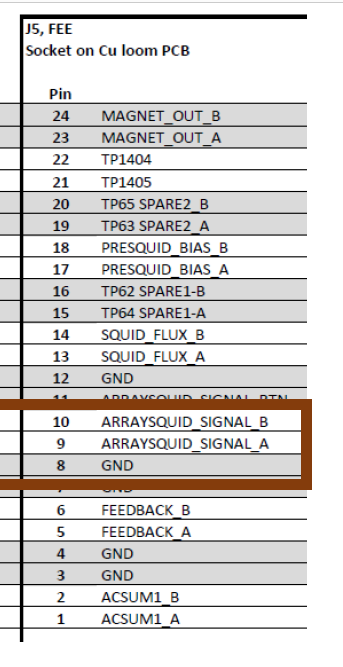 J5, FEE
Socket on Cu loom PCB
Pin
24 MAGNET_OUT_B
23 MAGNET_OUT_A
22 TP1404
21 TP1405
20 TP65 SPARE2_B
19 TP63 SPARE2_A
18 PRESQUID_BIAS_B
17 PRESQUID_BIAS_A
16 TP62 SPARE1-B
15 TP64 SPARE1-A
14 SQUID_FLUX_B
13 SQUID_FLUX_A
12 GND
11 ARRAYSQUID_SIGNAL_RTN
10 ARRAYSQUID_SIGNAL_B
9 ARRAYSQUID_SIGNAL_A
8 GND
7 GND
6 FEEDBACK_B
5 FEEDBACK_A
4 GND
3 GND
2 ACSUM1_B
1 ACSUM1_A